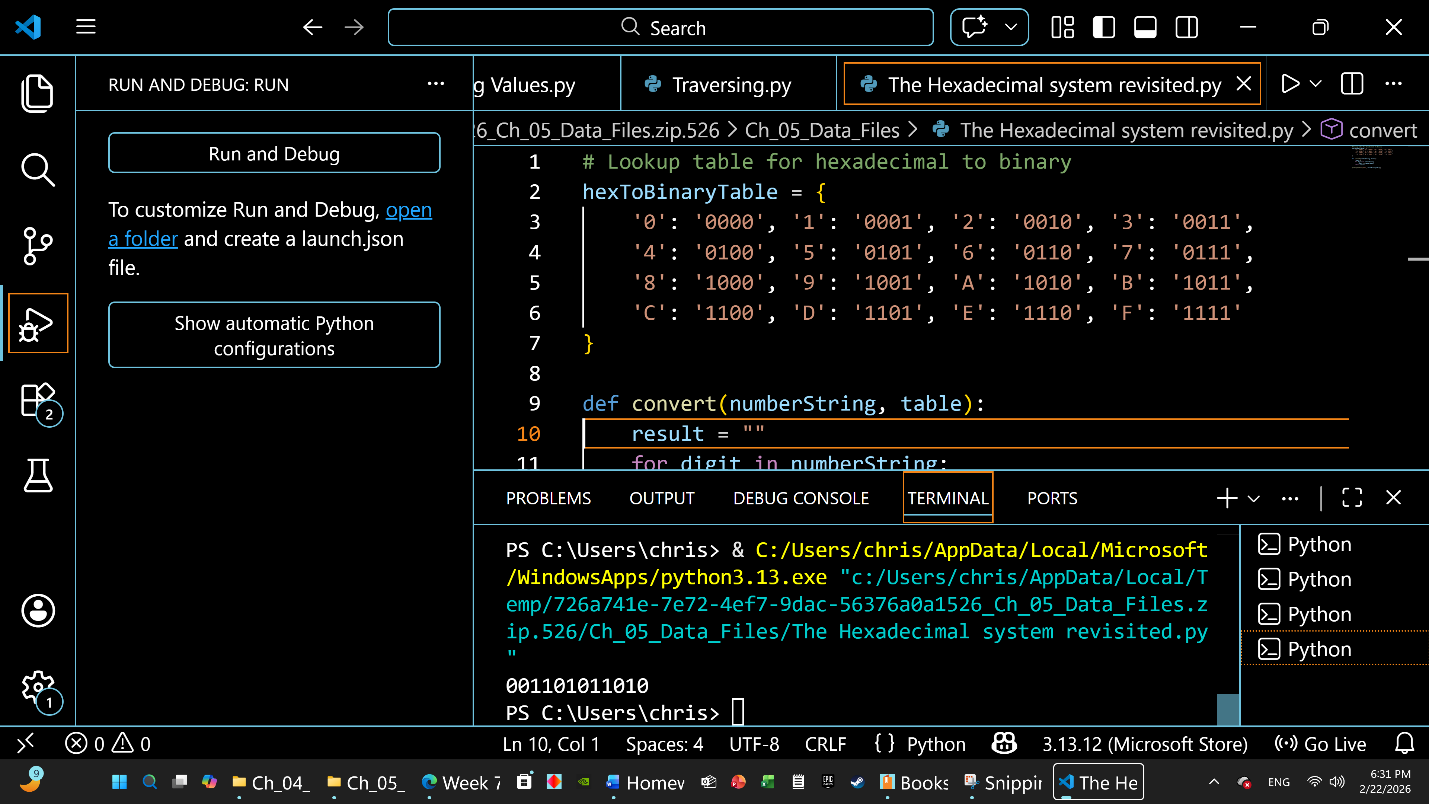 Search
RUN AND DEBUG: RUN
Run and Debug
To customize Run and Debug, open
a folder and create a launch.json
file.
Show automatic Python
configurations
2
1
g Values.py
Traversing.py
The Hexadecimal system revisited.py
26_Ch_05_Data_Files.zip.526 > Ch_05_Data_Files > The Hexadecimal system revisited.py > convert
1 # Lookup table for hexadecimal to binary
2 hexToBinaryTable = {
3 '0': '0000', '1': '0001', '2': '0010', '3': '0011',
4 '4': '0100', '5': '0101', '6': '0110', '7': '0111',
5 '8': '1000', '9': '1001', 'A': '1010', 'B': '1011',
6 'C': '1100', 'D': '1101', 'E': '1110', 'F': '1111'
7 }
8
9 def convert(numberString, table):
10 result = ""
11 for digit in numberString:
PROBLEMS OUTPUT DEBUG CONSOLE TERMINAL PORTS
PS C:\Users\chris> & C:/Users/chris/AppData/Local/Microsoft
/WindowsApps/python3.13.exe "c:/Users/chris/AppData/Local/T
emp/726a741e-7e72-4ef7-9dac-56376a0a1526_Ch_05_Data_Files.z
ip.526/Ch_05_Data_Files/The Hexadecimal system revisited.py
"
001101011010
PS C:\Users\chris>
Python
Python
Python
Python
0 0 Ln 10, Col 1 Spaces: 4 UTF-8 CRLF {} Python 3.13.12 (Microsoft Store) Go Live
9 Ch_04_ Ch_05_ Week 7 Homew Books Snippin The He ENG 6:31 PM
2/22/2026